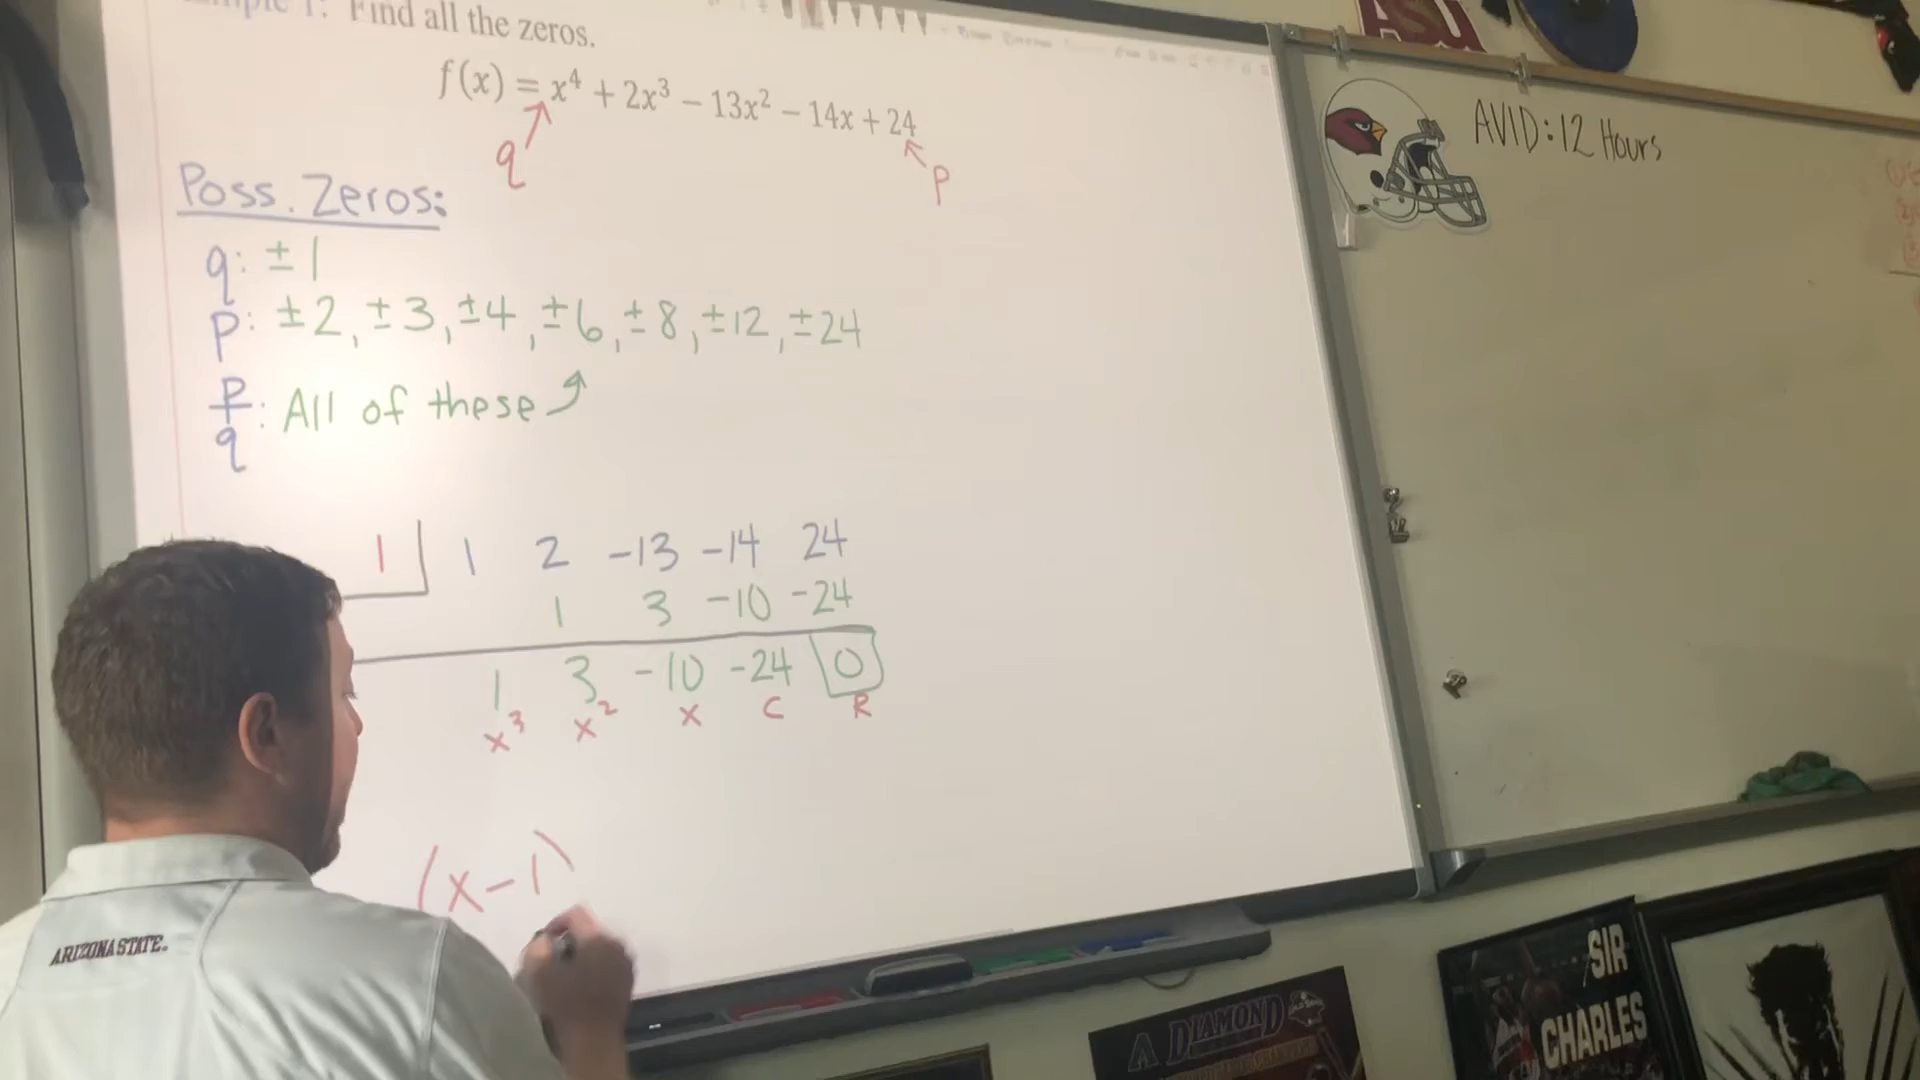 1: Find all the zeros.
f(x) = x⁴ + 2x³ − 13x² − 14x + 24
q
p
Poss. Zeros:
q: ±1
p: ±2, ±3, ±4, ±6, ±8, ±12, ±24
p/q: All of these
1 | 1 2 -13 -14 24
1 3 -10 -24
1 3 -10 -24 0
x³ x² x C R
(x-1)
ASU
AVID: 12 Hours
ARIZONA STATE.
A DIAMOND
SIR
CHARLES